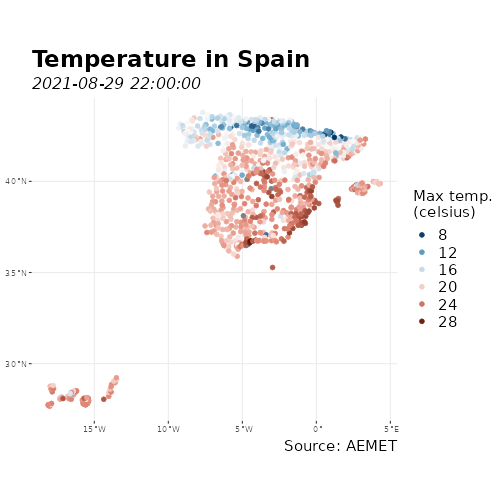 Temperature in Spain
2021-08-29 22:00:00
40°N
35°N
30°N
15°W
10°W
5°W
0°
5°E
Max temp.
(celsius)
8
12
16
20
24
28
Source: AEMET